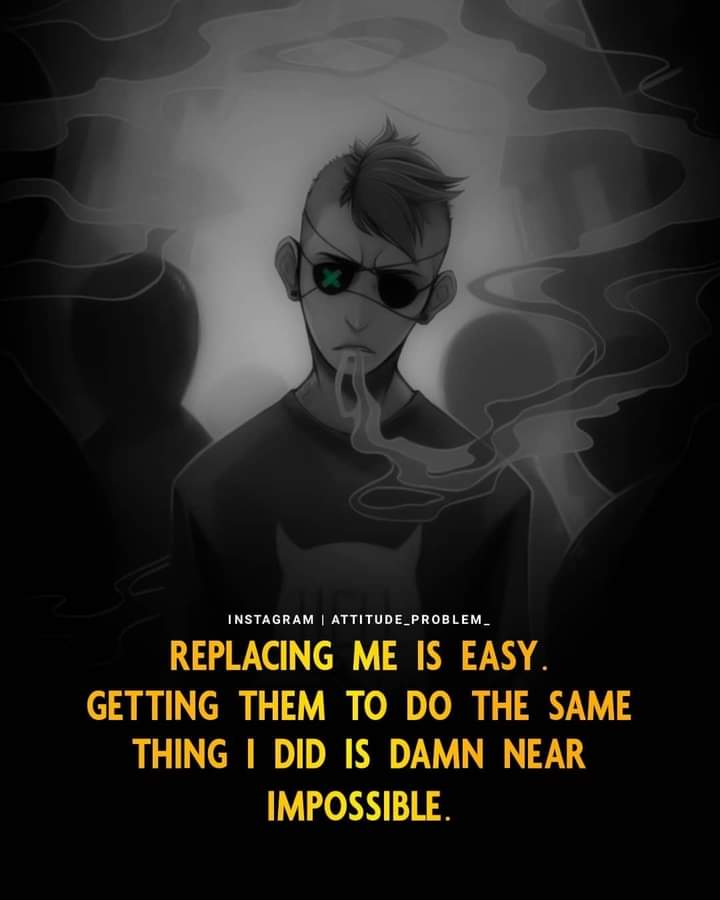 INSTAGRAM | ATTITUDE_PROBLEM_
REPLACING ME IS EASY.
GETTING THEM TO DO THE SAME
THING I DID IS DAMN NEAR
IMPOSSIBLE.